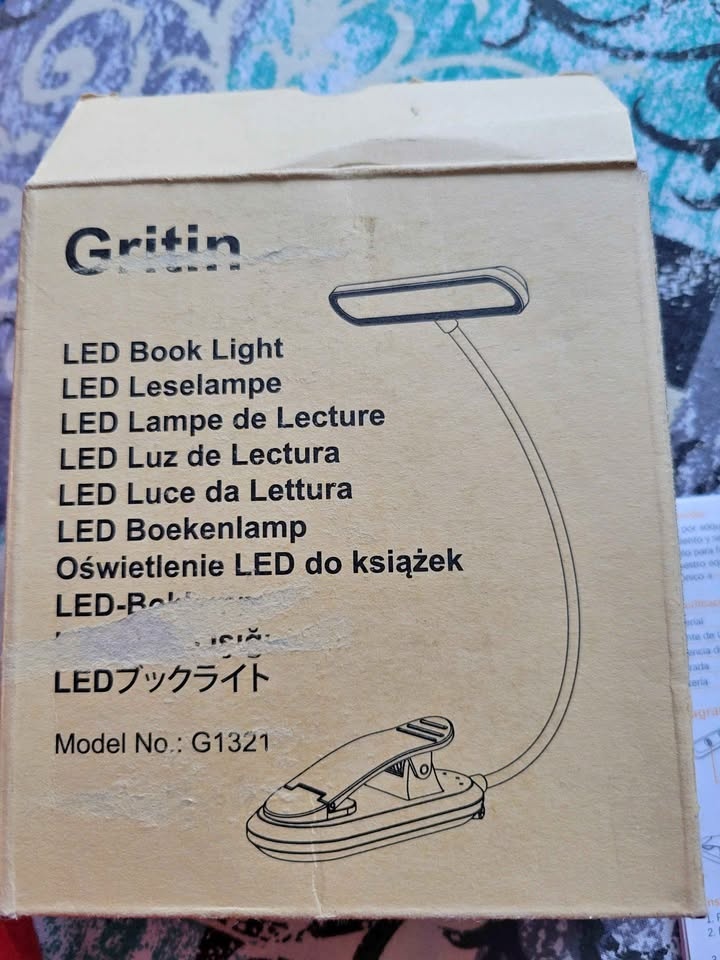 Gritin
LED Book Light
LED Leselampe
LED Lampe de Lecture
LED Luz de Lectura
LED Luce da Lettura
LED Boekenlamp
Oświetlenie LED do książek
LEDブックライト
Model No.: G1321